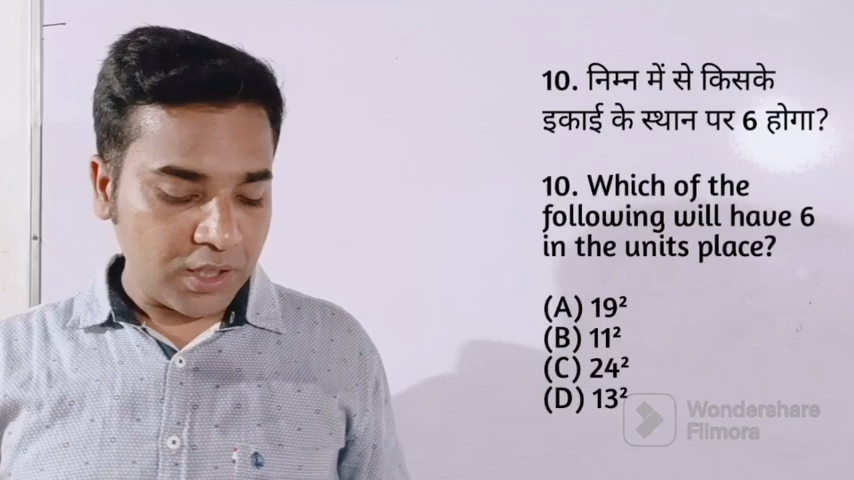 10. निम्न में से किसके
इकाई के स्थान पर 6 होगा?
10. Which of the
following will have 6
in the units place?
(A) 19²
(B) 11²
(C) 24²
(D) 13²
Wondershare
Filmora